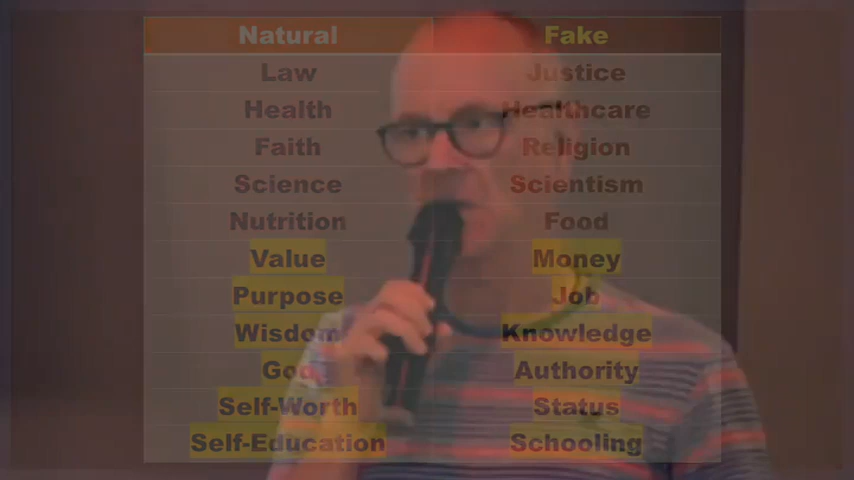 Natural Fake
Law Justice
Health Healthcare
Faith Religion
Science Scientism
Nutrition Food
Value Money
Purpose Job
Wisdom Knowledge
God Authority
Self-Worth Status
Self-Education Schooling